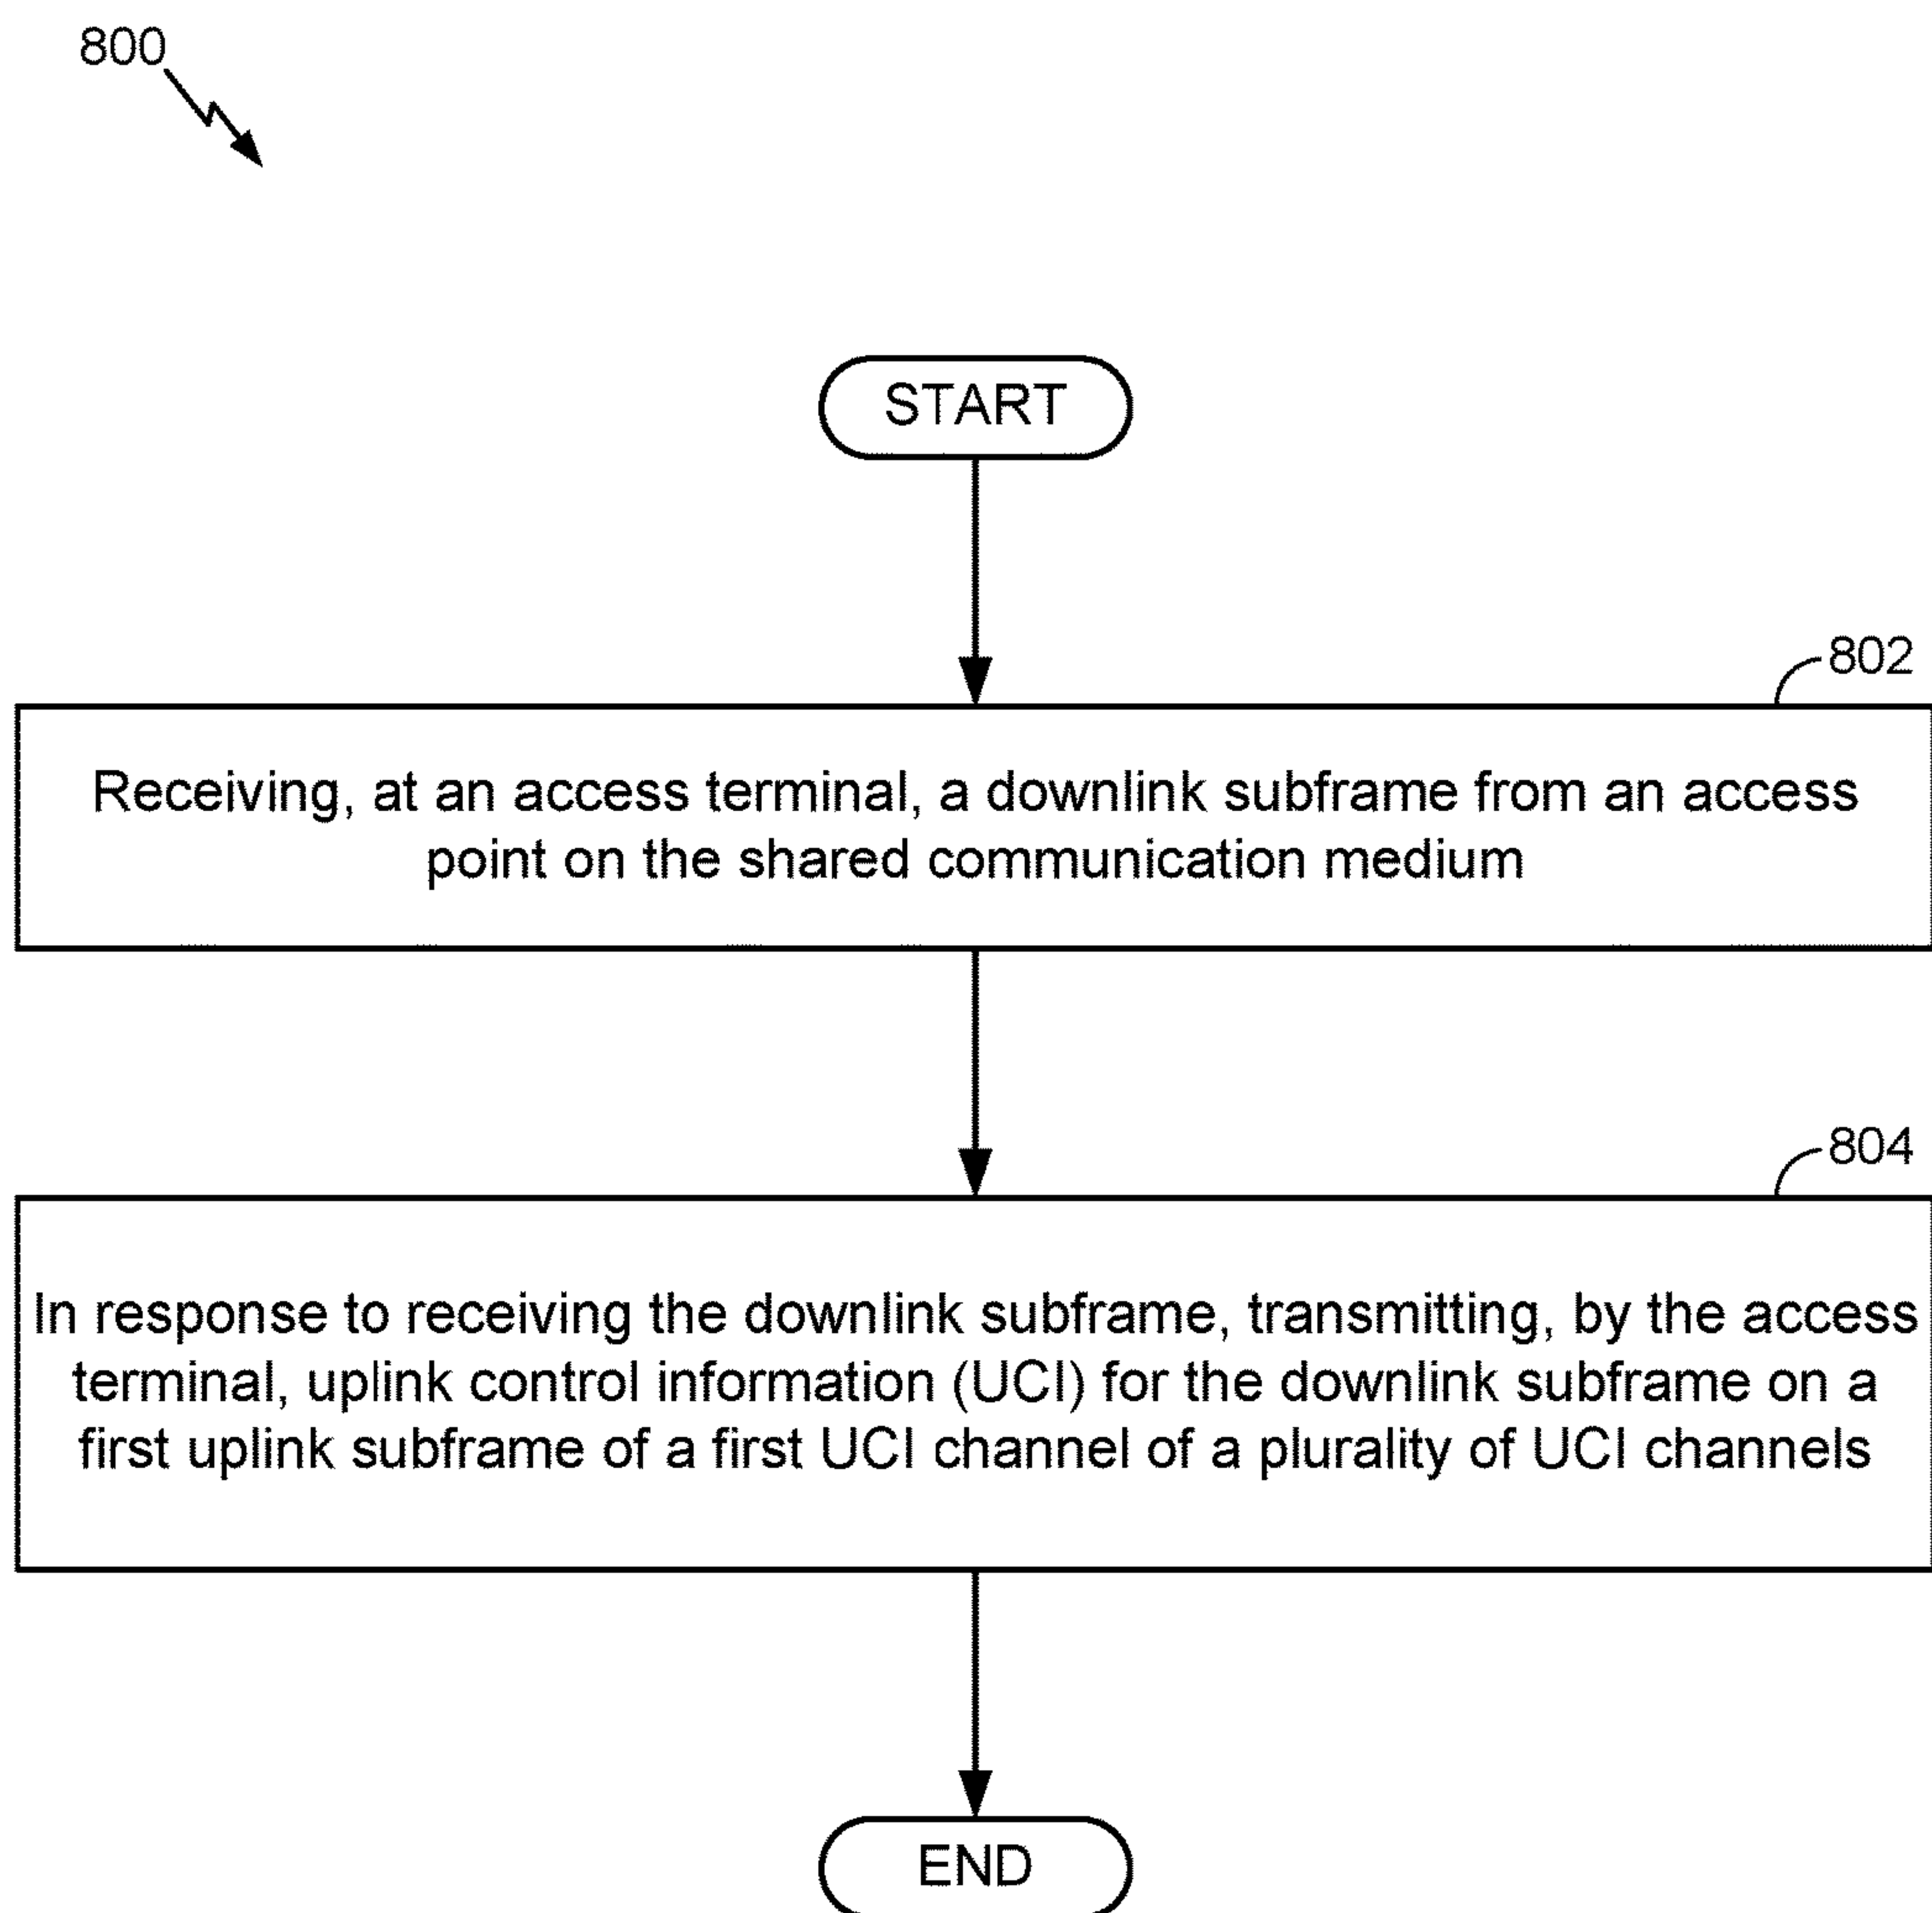 800
START
802
Receiving, at an access terminal, a downlink subframe from an access
point on the shared communication medium
804
In response to receiving the downlink subframe, transmitting, by the access
terminal, uplink control information (UCI) for the downlink subframe on a
first uplink subframe of a first UCI channel of a plurality of UCI channels
END